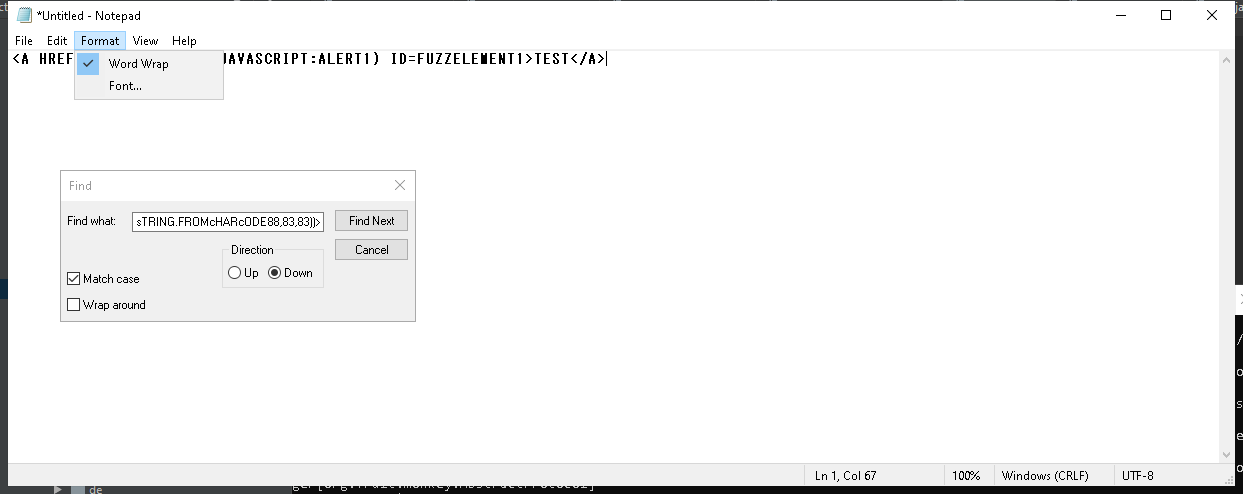 *Untitled - Notepad
File Edit Format View Help
<A HREF JAVASCRIPT:ALERT1) ID=FUZZELEMENT1>TEST</A>
Word Wrap
Font...
Find
Find what: sTRING.FROMcHARcODE88,83,83))> Find Next
Direction Cancel
Up Down
Match case
Wrap around
Ln 1, Col 67 100% Windows (CRLF) UTF-8
de